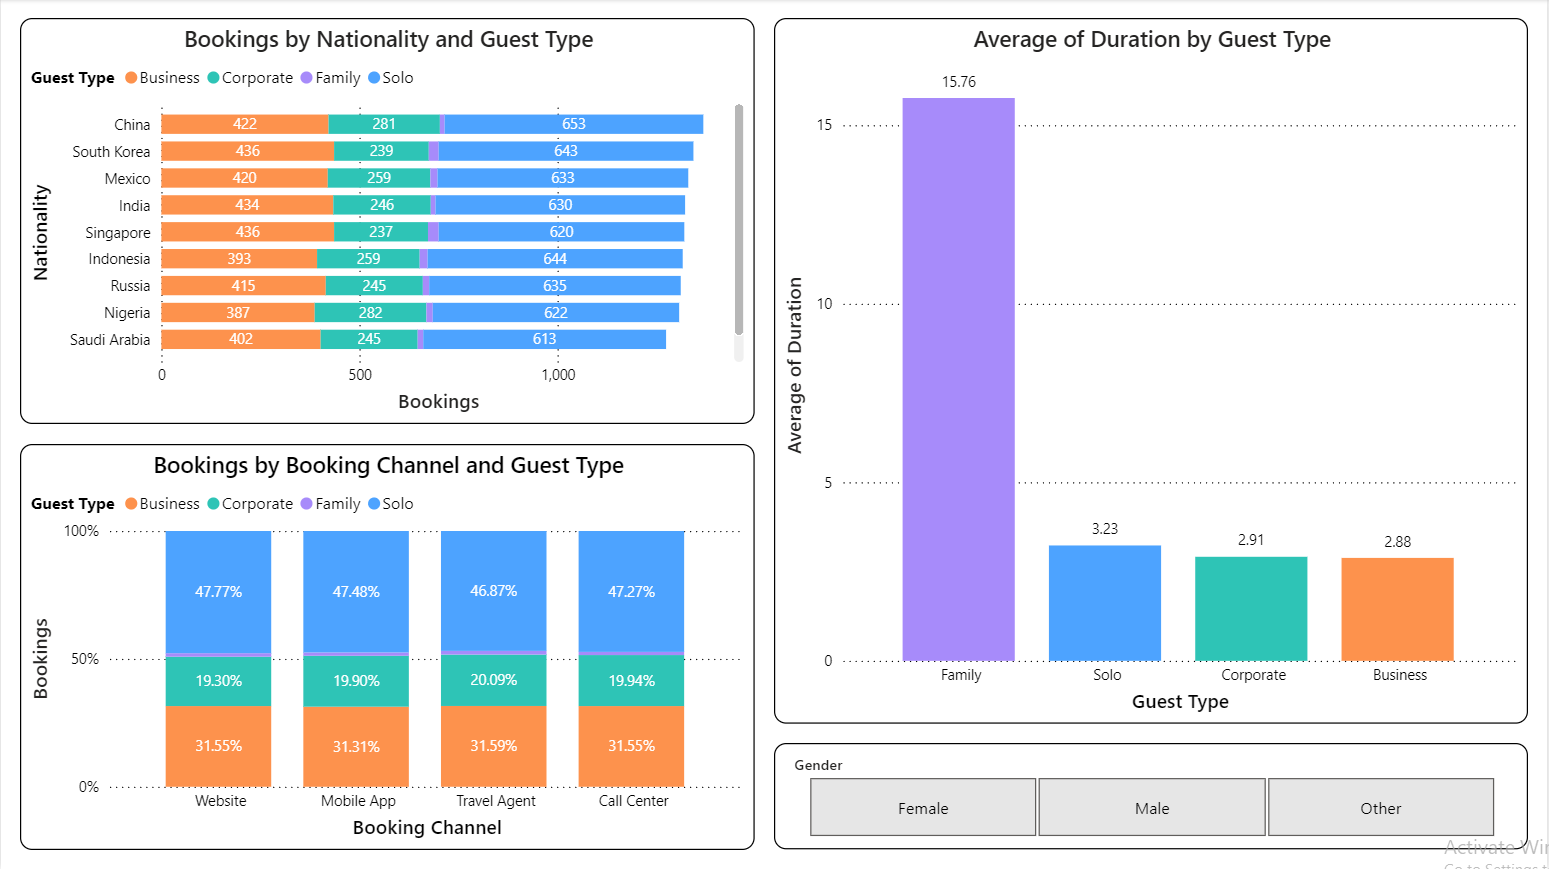 Bookings by Nationality and Guest Type
Guest Type Business Corporate Family Solo
Nationality
China 422 281 653
South Korea 436 239 643
Mexico 420 259 633
India 434 246 630
Singapore 436 237 620
Indonesia 393 259 644
Russia 415 245 635
Nigeria 387 282 622
Saudi Arabia 402 245 613
0 500 1,000
Bookings
Bookings by Booking Channel and Guest Type
Guest Type Business Corporate Family Solo
Bookings
100%
47.77% 47.48% 46.87% 47.27%
50%
19.30% 19.90% 20.09% 19.94%
31.55% 31.31% 31.59% 31.55%
0%
Website Mobile App Travel Agent Call Center
Booking Channel
Average of Duration by Guest Type
Average of Duration
15.76
15
10
5
3.23 2.91 2.88
0
Family Solo Corporate Business
Guest Type
Gender
Female Male Other
Activate Wi